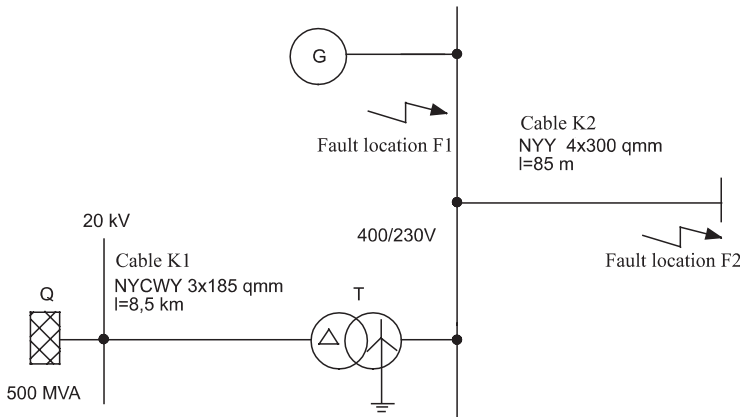 G
Fault location F1
Cable K2
NYY 4x300 qmm
l=85 m
400/230V
Fault location F2
20 kV
Cable K1
NYCWY 3x185 qmm
l=8,5 km
Q
T
500 MVA